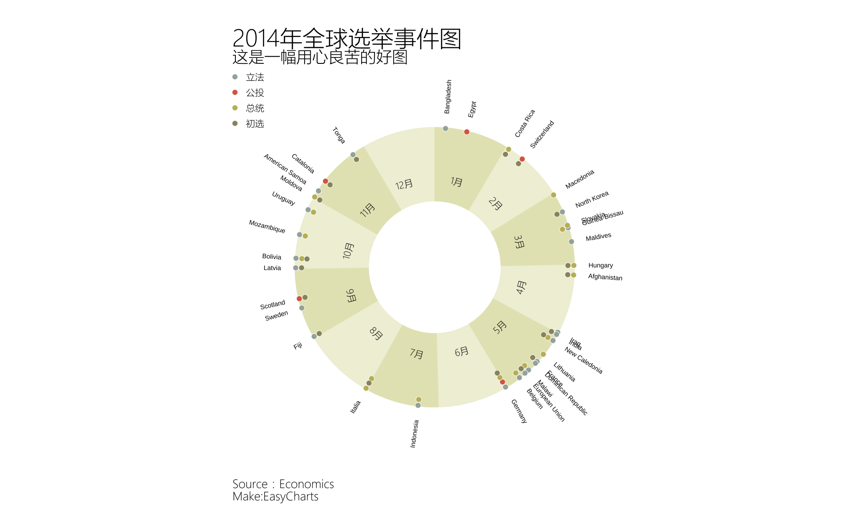 2014年全球选举事件图
这是一幅用心良苦的好图
立法
公投
总统
初选
Bangladesh
Egypr
Costa Rica
Switzerland
Macedonia
North Korea
Slovakia
Guinea-Bissau
Maldives
Hungary
Afghanistan
Iraq
India
New Caledonia
Lithuania
Dominican Republic
France
European Union
Malawi
Belgium
Germany
Indonesia
Italia
Fiji
Sweden
Scotland
Latvia
Bolivia
Mozambique
Uruguay
Moldova
American Samoa
Catalonia
Tonga
1月
2月
3月
4月
5月
6月
7月
8月
9月
10月
11月
12月
Source：Economics
Make:EasyCharts